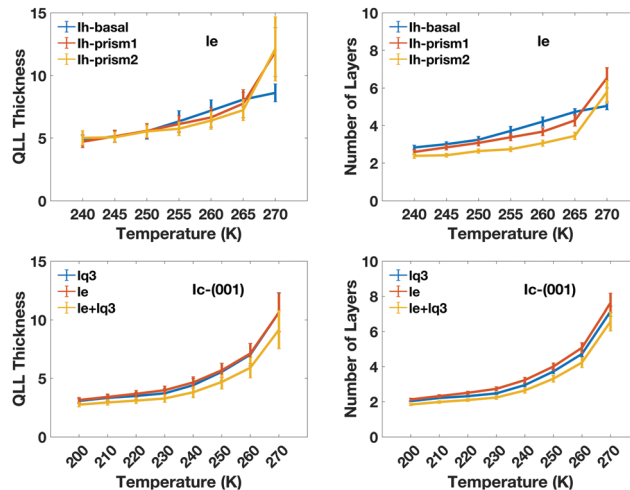 15
10
5
0
QLL Thickness
Ih-basal
Ih-prism1
Ih-prism2
Ie
240 245 250 255 260 265 270
Temperature (K)
10
8
6
4
2
0
Number of Layers
Ih-basal
Ih-prism1
Ih-prism2
Ie
240 245 250 255 260 265 270
Temperature (K)
15
10
5
0
QLL Thickness
lq3
Ie
Ie+lq3
Ic-(001)
200 210 220 230 240 250 260 270
Temperature (K)
10
8
6
4
2
0
Number of Layers
lq3
Ie
Ie+lq3
Ic-(001)
200 210 220 230 240 250 260 270
Temperature (K)